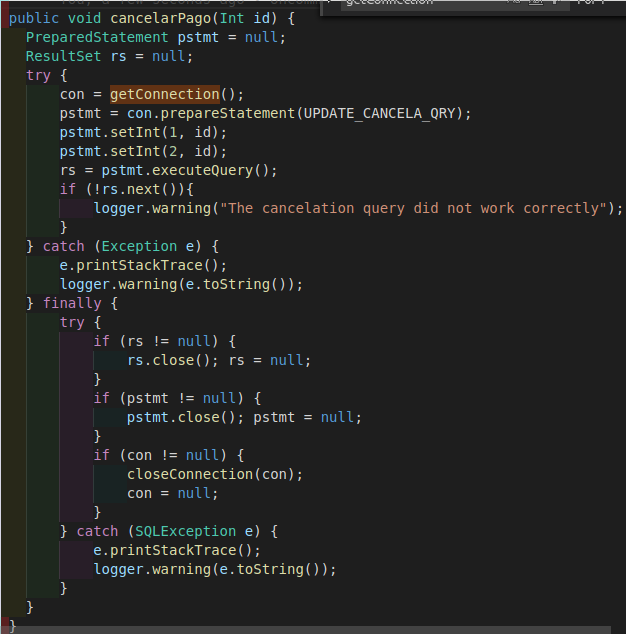 getConnection
public void cancelarPago(Int id) {
PreparedStatement pstmt = null;
ResultSet rs = null;
try {
con = getConnection();
pstmt = con.prepareStatement(UPDATE_CANCELA_QRY);
pstmt.setInt(1, id);
pstmt.setInt(2, id);
rs = pstmt.executeQuery();
if (!rs.next()){
logger.warning("The cancelation query did not work correctly");
}
} catch (Exception e) {
e.printStackTrace();
logger.warning(e.toString());
} finally {
try {
if (rs != null) {
rs.close(); rs = null;
}
if (pstmt != null) {
pstmt.close(); pstmt = null;
}
if (con != null) {
closeConnection(con);
con = null;
}
} catch (SQLException e) {
e.printStackTrace();
logger.warning(e.toString());
}
}
}